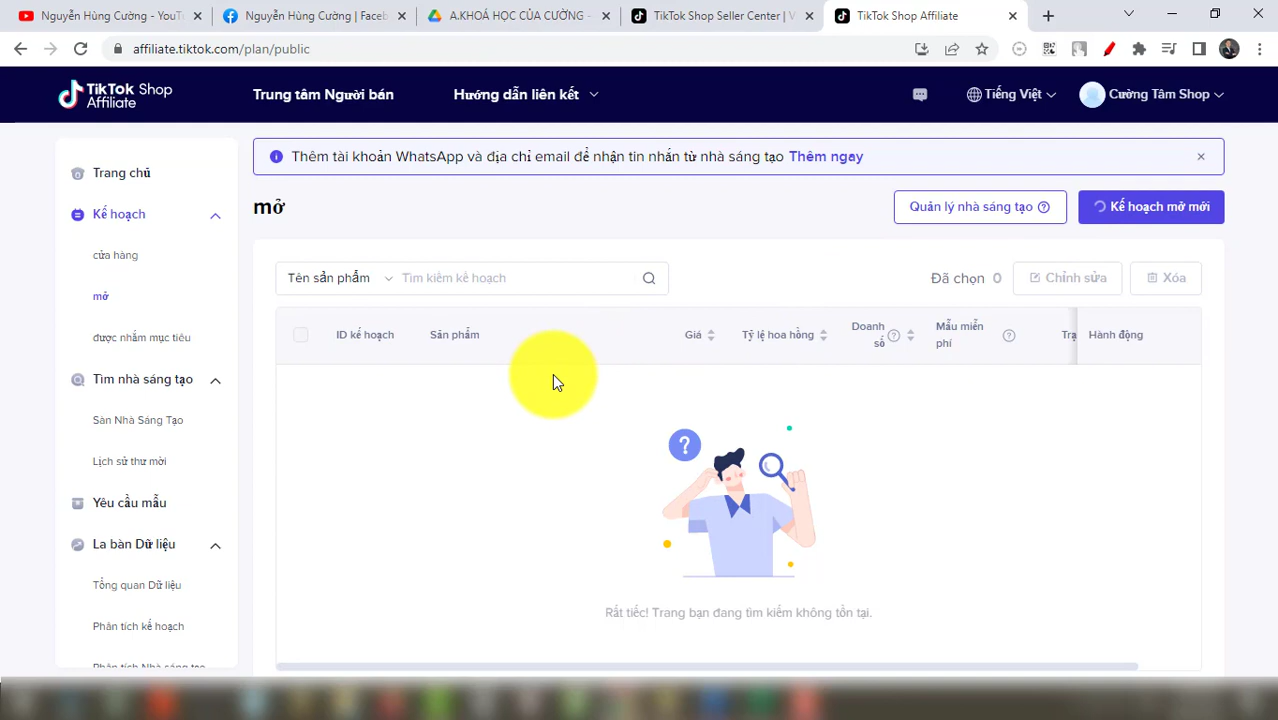 Nguyễn Hùng Cường - YouT
Nguyễn Hùng Cường | Faceb
A.KHOÁ HỌC CỦA CƯỜNG -
TikTok Shop Seller Center | V
TikTok Shop Affiliate
affiliate.tiktok.com/plan/public
TikTok Shop
Affiliate
Trung tâm Người bán
Hướng dẫn liên kết
Tiếng Việt
Cường Tâm Shop
Thêm tài khoản WhatsApp và địa chỉ email để nhận tin nhắn từ nhà sáng tạo Thêm ngay
Trang chủ
Kế hoạch
cửa hàng
mở
được nhắm mục tiêu
Tìm nhà sáng tạo
Sàn Nhà Sáng Tạo
Lịch sử thư mời
Yêu cầu mẫu
La bàn Dữ liệu
Tổng quan Dữ liệu
Phân tích kế hoạch
Phân tích Nhà sáng tạo
mở
Quản lý nhà sáng tạo ?
Kế hoạch mở mới
Tên sản phẩm
Tìm kiếm kế hoạch
Đã chọn 0
Chỉnh sửa
Xóa
ID kế hoạch
Sản phẩm
Giá
Tỷ lệ hoa hồng
Doanh
số ?
Mẫu miễn
phí ?
Trạ
Hành động
?
Rất tiếc! Trang bạn đang tìm kiếm không tồn tại.